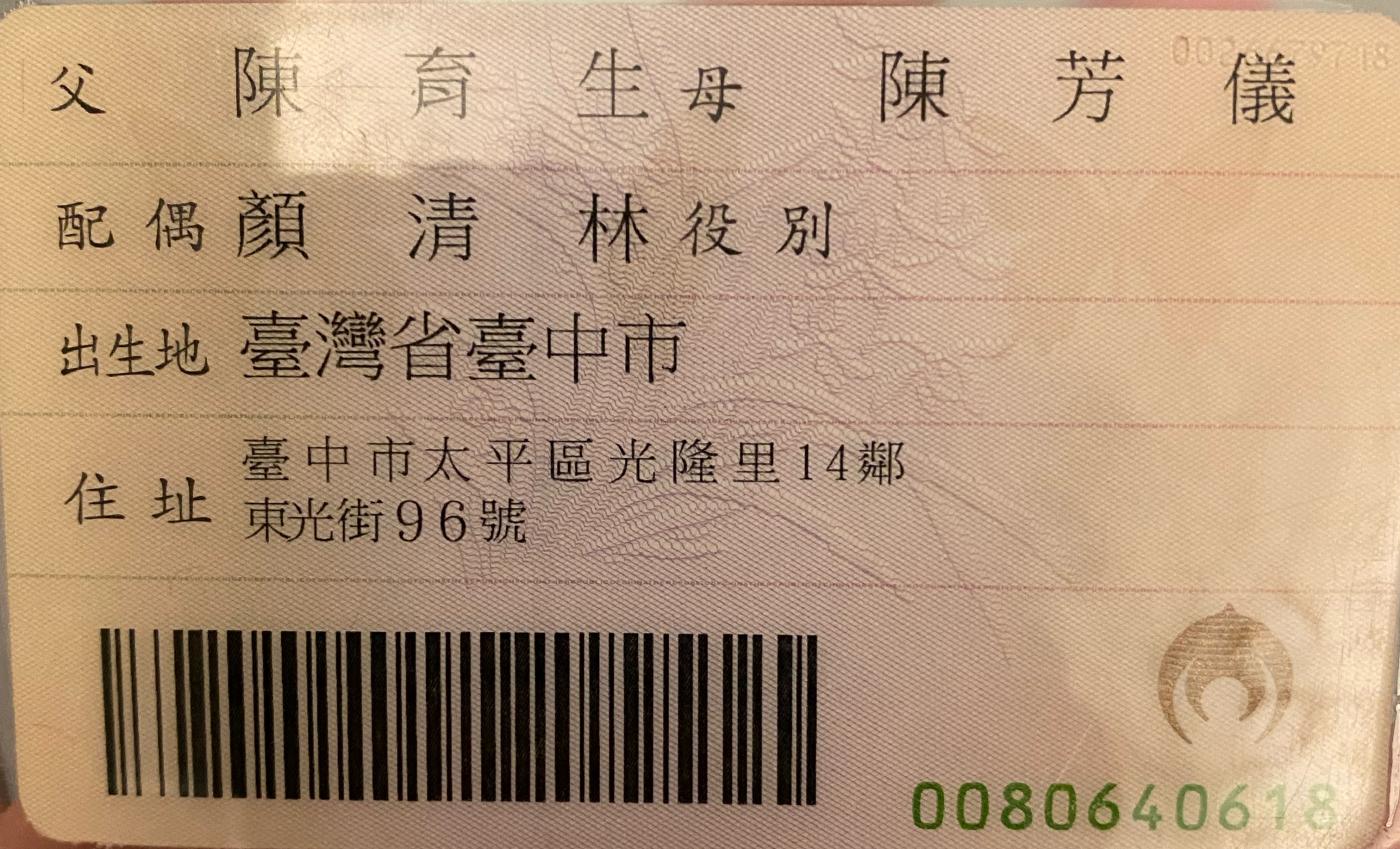 父 陳育生 母 陳芳儀
配偶 顏清林 役別
出生地 臺灣省臺中市
住址 臺中市太平區光隆里14鄰
東光街96號
0080640618